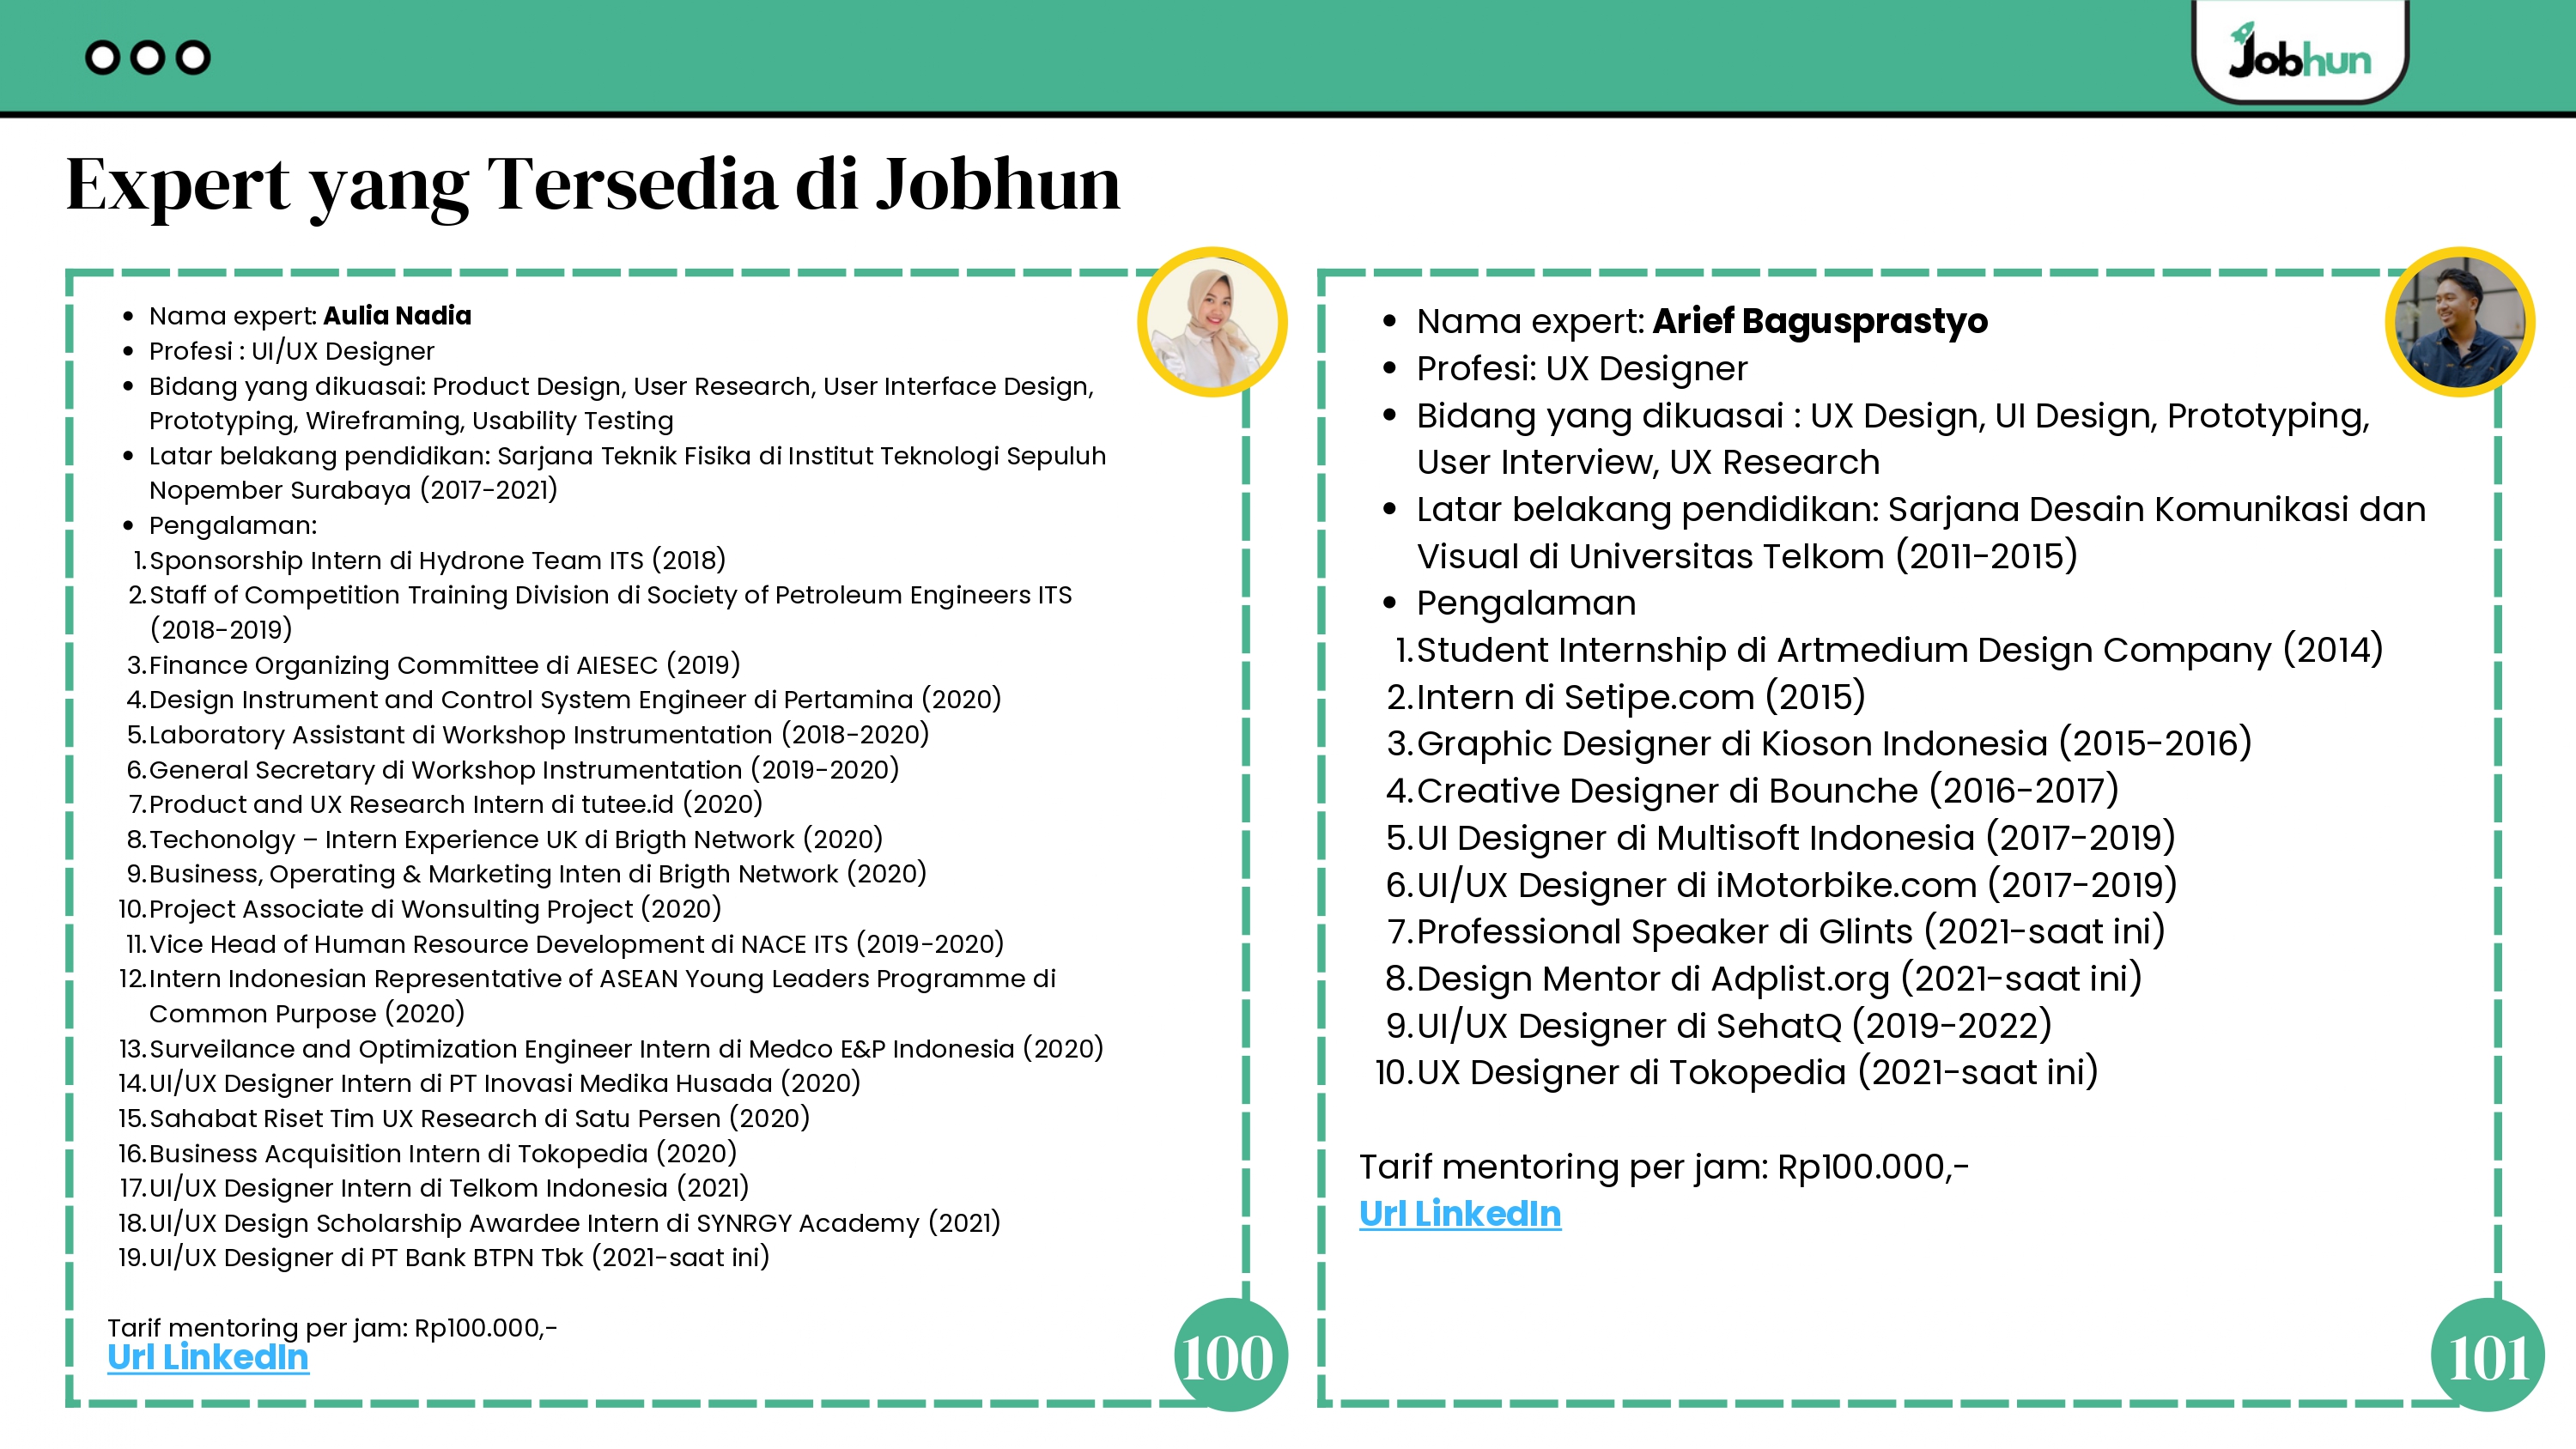 Jobhun
Expert yang Tersedia di Jobhun
• Nama expert: Aulia Nadia
• Profesi : UI/UX Designer
• Bidang yang dikuasai: Product Design, User Research, User Interface Design,
Prototyping, Wireframing, Usability Testing
• Latar belakang pendidikan: Sarjana Teknik Fisika di Institut Teknologi Sepuluh
Nopember Surabaya (2017-2021)
• Pengalaman:
1. Sponsorship Intern di Hydrone Team ITS (2018)
2. Staff of Competition Training Division di Society of Petroleum Engineers ITS
(2018-2019)
3. Finance Organizing Committee di AIESEC (2019)
4. Design Instrument and Control System Engineer di Pertamina (2020)
5. Laboratory Assistant di Workshop Instrumentation (2018-2020)
6. General Secretary di Workshop Instrumentation (2019-2020)
7. Product and UX Research Intern di tutee.id (2020)
8. Techonolgy – Intern Experience UK di Brigth Network (2020)
9. Business, Operating & Marketing Inten di Brigth Network (2020)
10. Project Associate di Wonsulting Project (2020)
11. Vice Head of Human Resource Development di NACE ITS (2019-2020)
12. Intern Indonesian Representative of ASEAN Young Leaders Programme di
Common Purpose (2020)
13. Surveilance and Optimization Engineer Intern di Medco E&P Indonesia (2020)
14. UI/UX Designer Intern di PT Inovasi Medika Husada (2020)
15. Sahabat Riset Tim UX Research di Satu Persen (2020)
16. Business Acquisition Intern di Tokopedia (2020)
17. UI/UX Designer Intern di Telkom Indonesia (2021)
18. UI/UX Design Scholarship Awardee Intern di SYNRGY Academy (2021)
19. UI/UX Designer di PT Bank BTPN Tbk (2021-saat ini)
Tarif mentoring per jam: Rp100.000,-
Url LinkedIn
100
• Nama expert: Arief Bagusprastyo
• Profesi: UX Designer
• Bidang yang dikuasai : UX Design, UI Design, Prototyping,
User Interview, UX Research
• Latar belakang pendidikan: Sarjana Desain Komunikasi dan
Visual di Universitas Telkom (2011-2015)
• Pengalaman
1. Student Internship di Artmedium Design Company (2014)
2. Intern di Setipe.com (2015)
3. Graphic Designer di Kioson Indonesia (2015-2016)
4. Creative Designer di Bounche (2016-2017)
5. UI Designer di Multisoft Indonesia (2017-2019)
6. UI/UX Designer di iMotorbike.com (2017-2019)
7. Professional Speaker di Glints (2021-saat ini)
8. Design Mentor di Adplist.org (2021-saat ini)
9. UI/UX Designer di SehatQ (2019-2022)
10. UX Designer di Tokopedia (2021-saat ini)
Tarif mentoring per jam: Rp100.000,-
Url LinkedIn
101